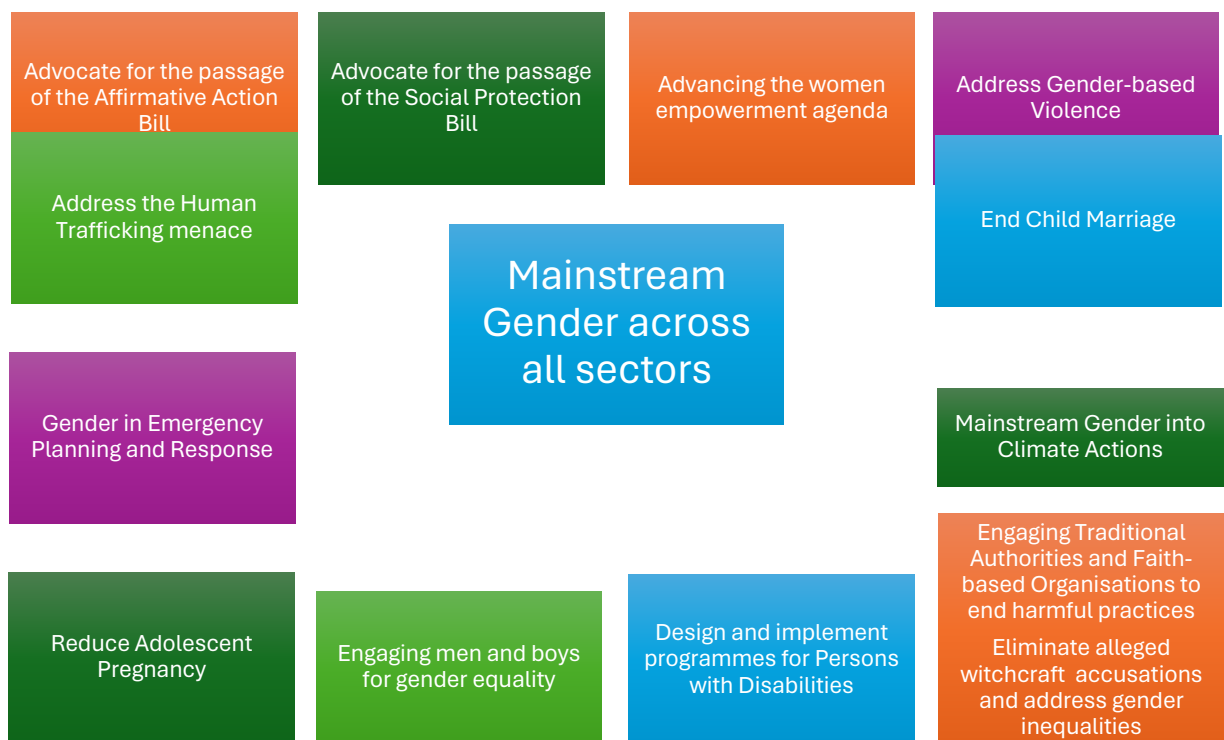 Advocate for the passage
of the Affirmative Action
Bill
Advocate for the passage
of the Social Protection
Bill
Advancing the women
empowerment agenda
Address Gender-based
Violence
Address the Human
Trafficking menace
End Child Marriage
Mainstream
Gender across
all sectors
Gender in Emergency
Planning and Response
Mainstream Gender into
Climate Actions
Reduce Adolescent
Pregnancy
Engaging men and boys
for gender equality
Design and implement
programmes for Persons
with Disabilities
Engaging Traditional
Authorities and Faith-
based Organisations to
end harmful practices
Eliminate alleged
witchcraft  accusations
and address gender
inequalities